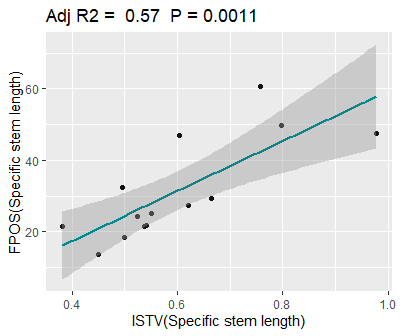 Adj R2 = 0.57 P = 0.0011
FPOS(Specific stem length)
60
40
20
0.4 0.6 0.8 1.0
ISTV(Specific stem length)